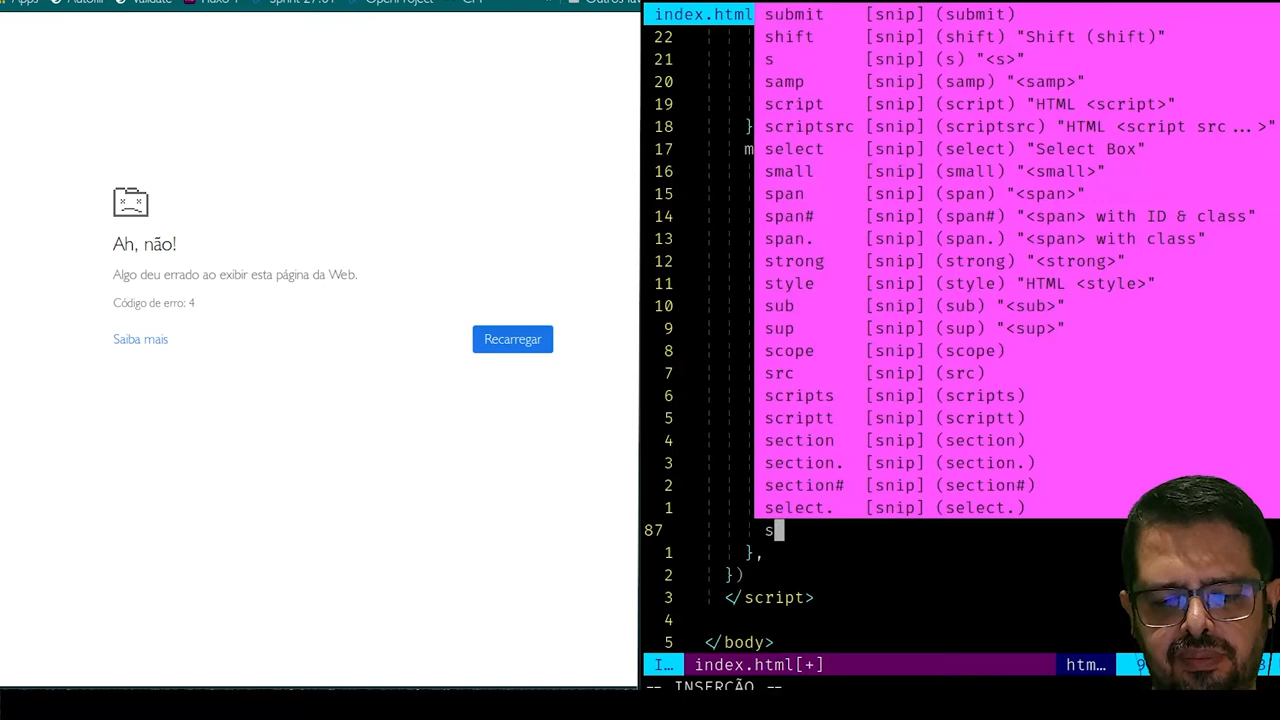 Apps
Ah, não!
Algo deu errado ao exibir esta página da Web.
Código de erro: 4
Saiba mais
Recarregar
index.html
submit [snip] (submit)
22 shift [snip] (shift) "Shift (shift)"
21 s [snip] (s) "<s>"
20 samp [snip] (samp) "<samp>"
19 script [snip] (script) "HTML <script>"
18 } scriptsrc [snip] (scriptsrc) "HTML <script src...>"
17 m select [snip] (select) "Select Box"
16 small [snip] (small) "<small>"
15 span [snip] (span) "<span>"
14 span# [snip] (span#) "<span> with ID & class"
13 span. [snip] (span.) "<span> with class"
12 strong [snip] (strong) "<strong>"
11 style [snip] (style) "HTML <style>"
10 sub [snip] (sub) "<sub>"
9 sup [snip] (sup) "<sup>"
8 scope [snip] (scope)
7 src [snip] (src)
6 scripts [snip] (scripts)
5 scriptt [snip] (scriptt)
4 section [snip] (section)
3 section. [snip] (section.)
2 section# [snip] (section#)
1 select. [snip] (select.)
87 s
1 },
2 })
3 </script>
4
5 </body>
I… index.html[+] htm…
-- INSERÇÃO --